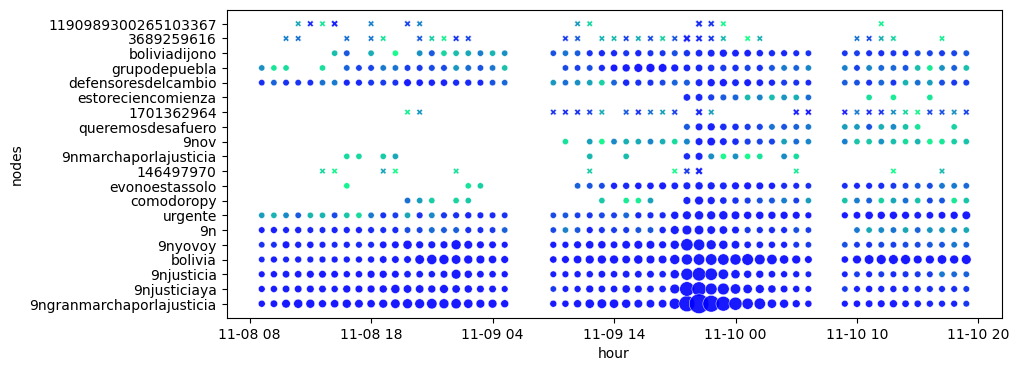 1190989300265103367
3689259616
boliviadijono
grupodepuebla
defensoresdelcambio
estoreciencomienza
1701362964
queremosdesafuero
9nov
9nmarchaporlajusticia
146497970
evonoestassolo
comodoropy
urgente
9n
9nyovoy
bolivia
9njusticia
9njusticiaya
9ngranmarchaporlajusticia
nodes
11-08 08 11-08 18 11-09 04 11-09 14 11-10 00 11-10 10 11-10 20
hour